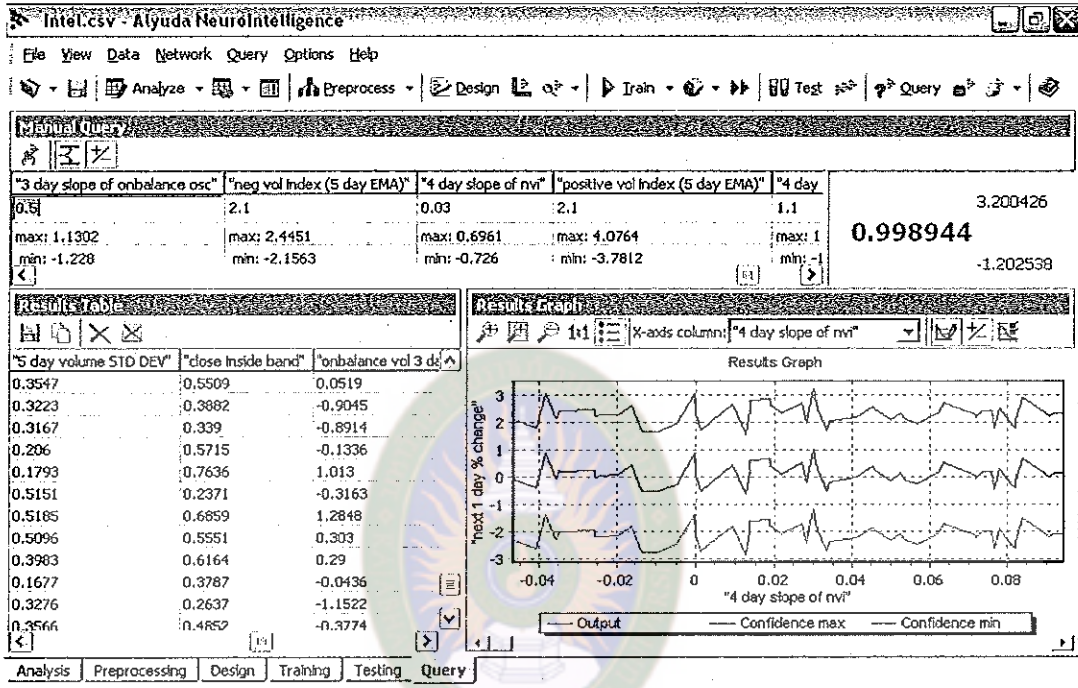 Intel.csv - Alyuda NeuroIntelligence
File View Data Network Query Options Help
Analyze Preprocess Design Train Test Query
Manual Query
"3 day slope of onbalance osc" "neg vol index (5 day EMA)" "4 day slope of nvi" "positive vol index (5 day EMA)" "4 day
0.5 2.1 0.03 2.1 1.1
max: 1.1302 max: 2.4451 max: 0.6961 max: 4.0764 max: 1
min: -1.228 min: -2.1563 min: -0.726 min: -3.7812 min: -1
3.200426
0.998944
-1.202538
Results Table
"5 day volume STD DEV" "close inside band" "onbalance vol 3 da
0.3547 0.5509 0.0519
0.3223 0.3882 -0.9045
0.3167 0.339 -0.8914
0.206 0.5715 -0.1336
0.1793 0.7636 1.013
0.5151 0.2371 -0.3163
0.5185 0.6859 1.2848
0.5096 0.5551 0.303
0.3983 0.6164 0.29
0.1677 0.3787 -0.0436
0.3276 0.2637 -1.1522
0.3566 0.4852 -0.3774
Results Graph
1:1 X-axis column: "4 day slope of nvi"
Results Graph
"next 1 day % change"
3
2
1
0
-1
-2
-3
-0.04 -0.02 0 0.02 0.04 0.06 0.08
"4 day slope of nvi"
Output Confidence max Confidence min
Analysis Preprocessing Design Training Testing Query